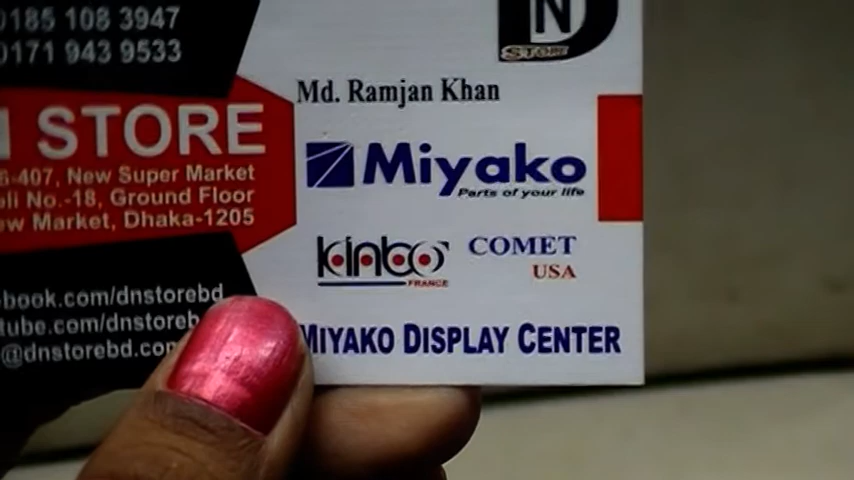 0185 108 3947
0171 943 9533
STORE
-407, New Super Market
No.-18, Ground Floor
Market, Dhaka-1205
book.com/dnstorebd
tube.com/dnstoreb
@dnstorebd.com
DN
STORE
Md. Ramjan Khan
Miyako
Parts of your life
kinbo
FRANCE
COMET
USA
MIYAKO DISPLAY CENTER